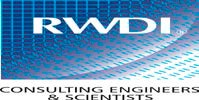 RWDI
CONSULTING ENGINEERS
& SCIENTISTS